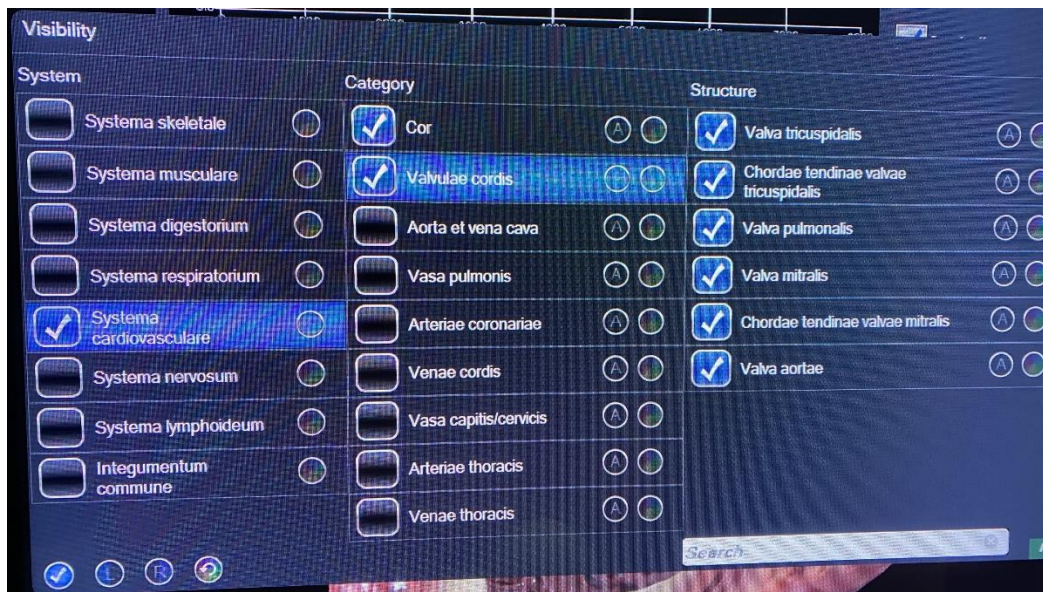 Visibility
System
Systema skeletale
Systema musculare
Systema digestorium
Systema respiratorium
Systema
cardiovasculare
Systema nervosum
Systema lymphoideum
Integumentum
commune
L
R
Category
Cor
A
Valvulae cordis
Aorta et vena cava
A
Vasa pulmonis
A
Arteriae coronariae
A
Venae cordis
A
Vasa capitis/cervicis
A
Arteriae thoracis
A
Venae thoracis
A
Structure
Valva tricuspidalis
A
Chordae tendinae valvae
tricuspidalis
A
Valva pulmonalis
A
Valva mitralis
A
Chordae tendinae valvae mitralis
A
Valva aortae
A
Search